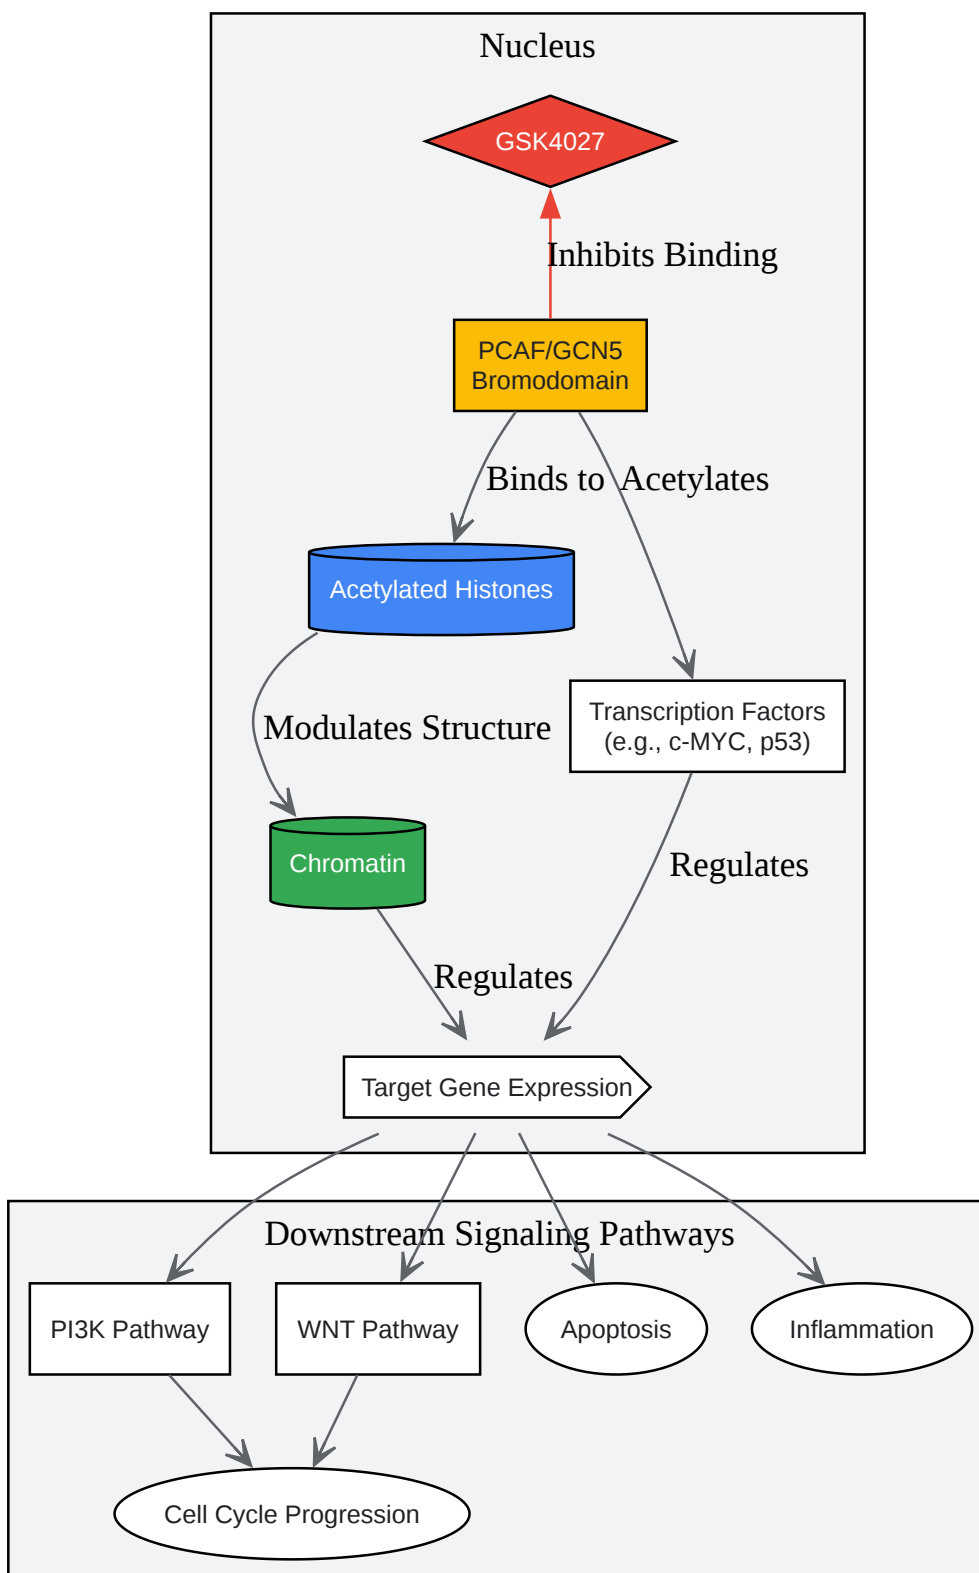 Nucleus
GSK4027
Inhibits Binding
PCAF/GCN5
Bromodomain
Binds to
Acetylates
Acetylated Histones
Transcription Factors
(e.g., c-MYC, p53)
Modulates Structure
Chromatin
Regulates
Regulates
Target Gene Expression
Downstream Signaling Pathways
PI3K Pathway
WNT Pathway
Apoptosis
Inflammation
Cell Cycle Progression